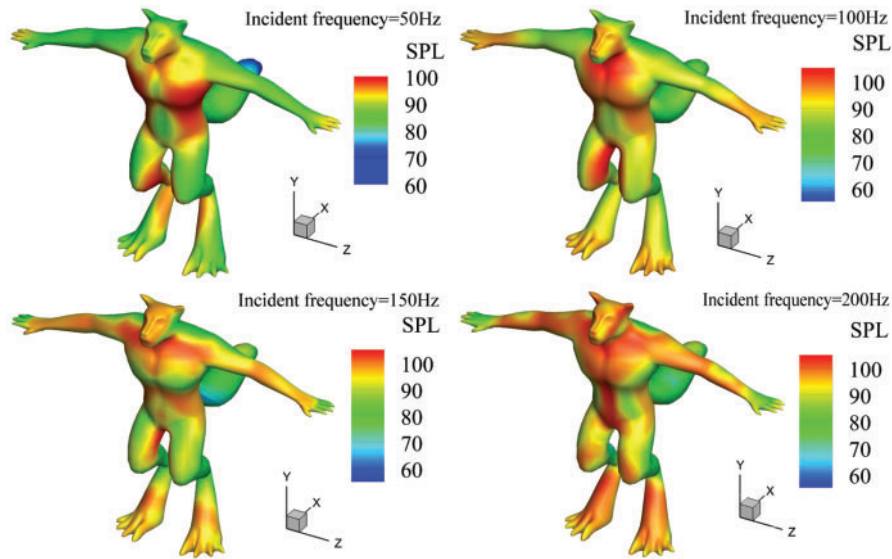 Incident frequency=50Hz
SPL
100
90
80
70
60
Y
X
Z
Incident frequency=100Hz
SPL
100
90
80
70
60
Y
X
Z
Incident frequency=150Hz
SPL
100
90
80
70
60
Y
X
Z
Incident frequency=200Hz
SPL
100
90
80
70
60
Y
X
Z